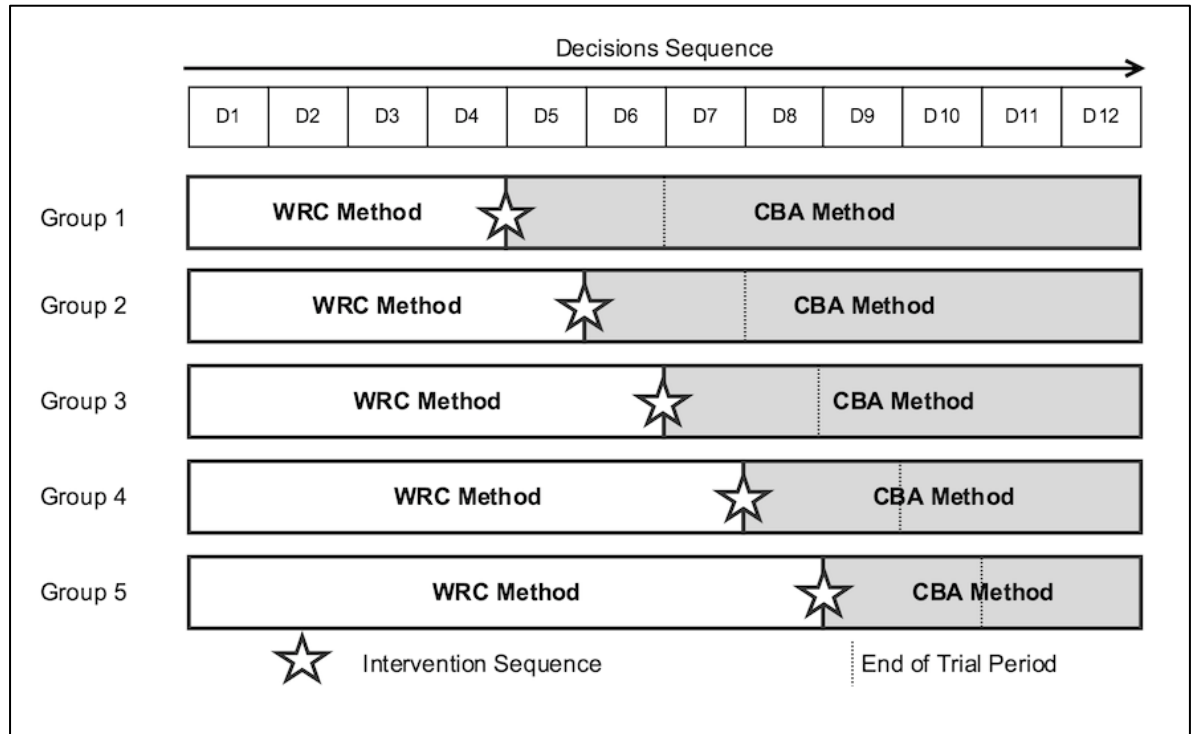 Decisions Sequence
D1 D2 D3 D4 D5 D6 D7 D8 D9 D10 D11 D12
Group 1 WRC Method CBA Method
Group 2 WRC Method CBA Method
Group 3 WRC Method CBA Method
Group 4 WRC Method CBA Method
Group 5 WRC Method CBA Method
Intervention Sequence End of Trial Period